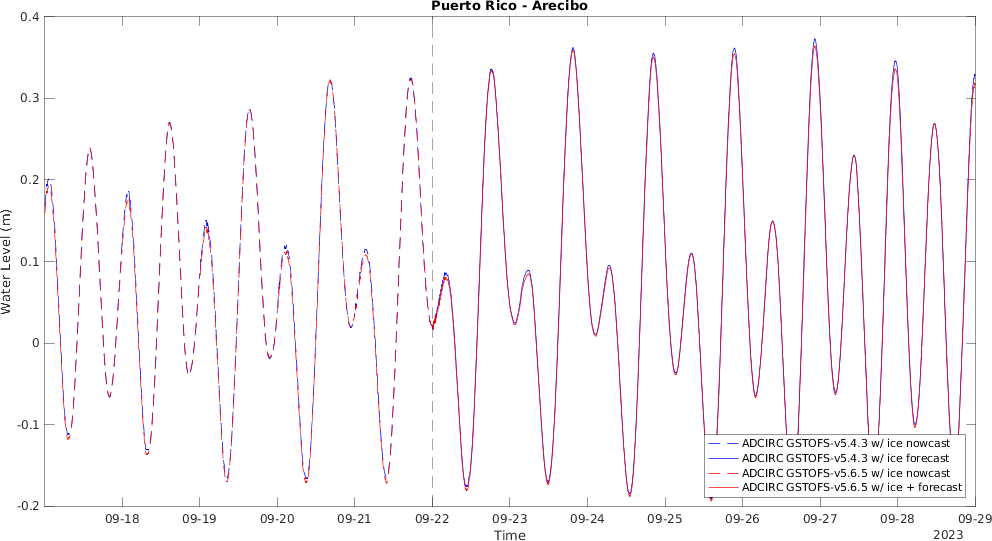 Puerto Rico - Arecibo
0.4
0.3
0.2
0.1
0
-0.1
-0.2
Water Level (m)
ADCIRC GSTOFS-v5.4.3 w/ ice nowcast
ADCIRC GSTOFS-v5.4.3 w/ ice forecast
ADCIRC GSTOFS-v5.6.5 w/ ice nowcast
ADCIRC GSTOFS-v5.6.5 w/ ice + forecast
09-18 09-19 09-20 09-21 09-22 09-23 09-24 09-25 09-26 09-27 09-28 09-29
Time
2023